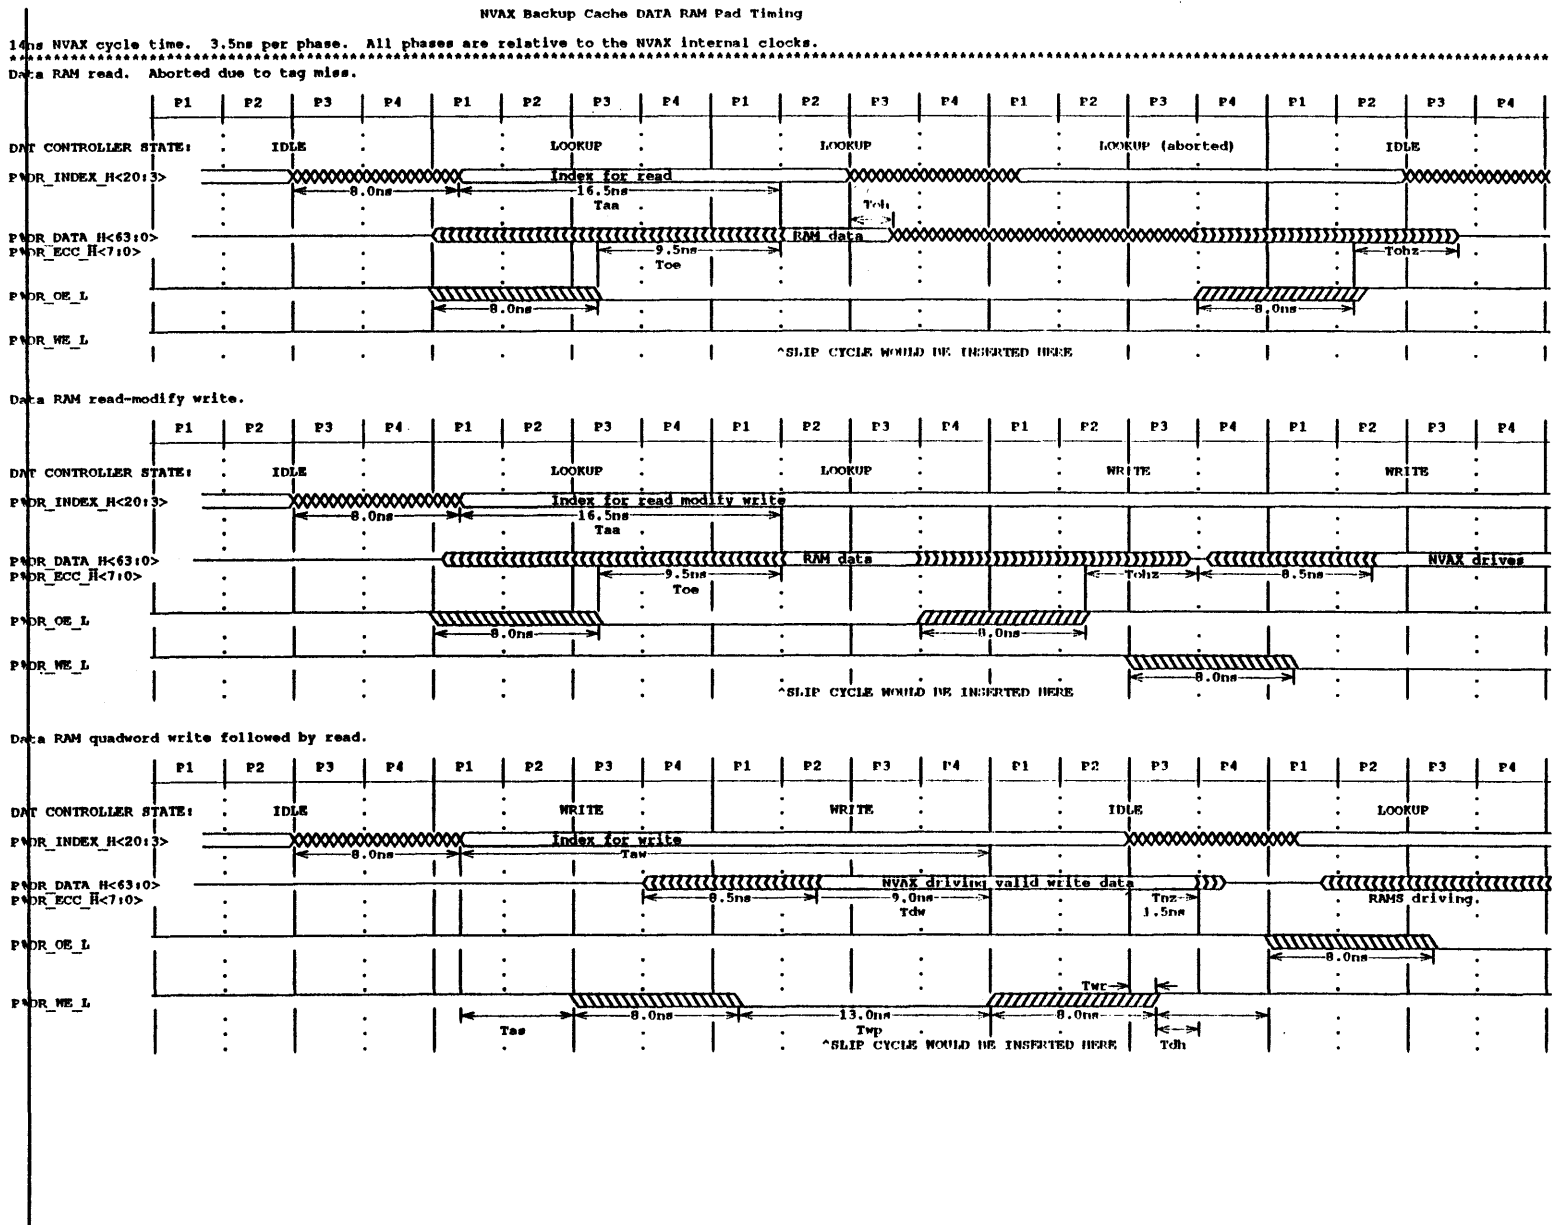 NVAX Backup Cache DATA RAM Pad Timing
14ns NVAX cycle time. 3.5ns per phase. All phases are relative to the NVAX internal clocks.
Data RAM read. Aborted due to tag miss.
P1 P2 P3 P4 P1 P2 P3 P4 P1 P2 P3 P4 P1 P2 P3 P4 P1 P2 P3 P4
DAT CONTROLLER STATE: IDLE LOOKUP LOOKUP LOOKUP (aborted) IDLE
P%DR_INDEX_H<20:3> Index for read
8.0ns 16.5ns
Taa Toh
P%DR_DATA_H<63:0> RAM data
P%DR_ECC_H<7:0> 9.5ns Tohz
Toe
P%DR_OE_L
8.0ns 8.0ns
P%DR_WE_L
^SLIP CYCLE WOULD BE INSERTED HERE
Data RAM read-modify write.
P1 P2 P3 P4 P1 P2 P3 P4 P1 P2 P3 P4 P1 P2 P3 P4 P1 P2 P3 P4
DAT CONTROLLER STATE: IDLE LOOKUP LOOKUP WRITE WRITE
P%DR_INDEX_H<20:3> Index for read modify write
8.0ns 16.5ns
Taa
P%DR_DATA_H<63:0> RAM data NVAX drives
P%DR_ECC_H<7:0> 9.5ns Tohz 8.5ns
Toe
P%DR_OE_L
8.0ns 8.0ns
P%DR_WE_L
8.0ns
^SLIP CYCLE WOULD BE INSERTED HERE
Data RAM quadword write followed by read.
P1 P2 P3 P4 P1 P2 P3 P4 P1 P2 P3 P4 P1 P2 P3 P4 P1 P2 P3 P4
DAT CONTROLLER STATE: IDLE WRITE WRITE IDLE LOOKUP
P%DR_INDEX_H<20:3> Index for write
8.0ns Taw
P%DR_DATA_H<63:0> NVAX driving valid write data
P%DR_ECC_H<7:0> 8.5ns 9.0ns Tnz RAMS driving
Tdw 1.5ns
P%DR_OE_L
8.0ns
Twr
P%DR_WE_L
8.0ns 13.0ns 8.0ns
Tas Twp Tdh
^SLIP CYCLE WOULD BE INSERTED HERE